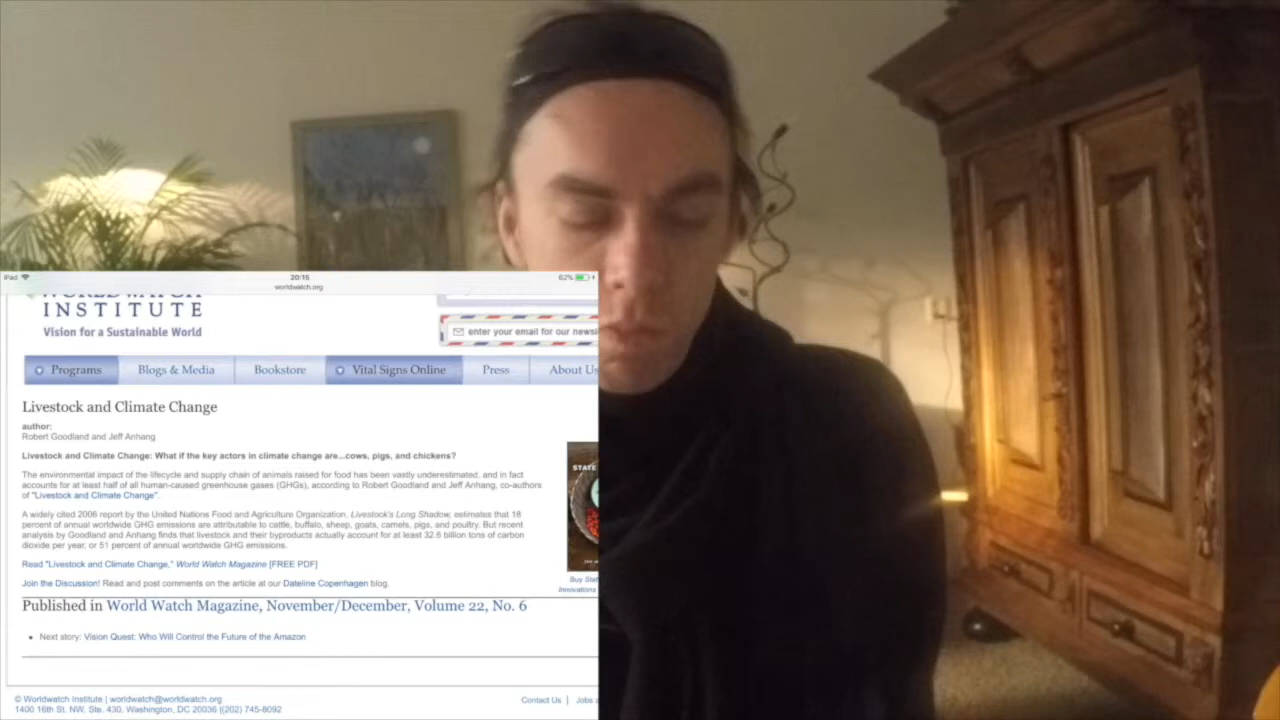 iPad 20:15 62%
worldwatch.org
WORLDWATCH
INSTITUTE
Vision for a Sustainable World
enter your email for our
Programs Blogs & Media Bookstore Vital Signs Online Press About Us
Livestock and Climate Change
author:
Robert Goodland and Jeff Anhang
Livestock and Climate Change: What if the key actors in climate change are...cows, pigs, and chickens?
The environmental impact of the lifecycle and supply chain of animals raised for food has been vastly underestimated, and in fact
accounts for at least half of all human-caused greenhouse gases (GHGs), according to Robert Goodland and Jeff Anhang, co-authors
of "Livestock and Climate Change".
STATE
A widely cited 2006 report by the United Nations Food and Agriculture Organization, Livestock's Long Shadow, estimates that 18
percent of annual worldwide GHG emissions are attributable to cattle, buffalo, sheep, goats, camels, pigs, and poultry. But recent
analysis by Goodland and Anhang finds that livestock and their byproducts actually account for at least 32.6 billion tons of carbon
dioxide per year, or 51 percent of annual worldwide GHG emissions.
Read "Livestock and Climate Change," World Watch Magazine [FREE PDF]
Join the Discussion! Read and post comments on the article at our Dateline Copenhagen blog.
Buy Stat
Innovations
Published in World Watch Magazine, November/December, Volume 22, No. 6
• Next story: Vision Quest: Who Will Control the Future of the Amazon
© Worldwatch Institute | worldwatch@worldwatch.org
Contact Us | Jobs
1400 16th St. NW, Ste. 430, Washington, DC 20036 |(202) 745-8092